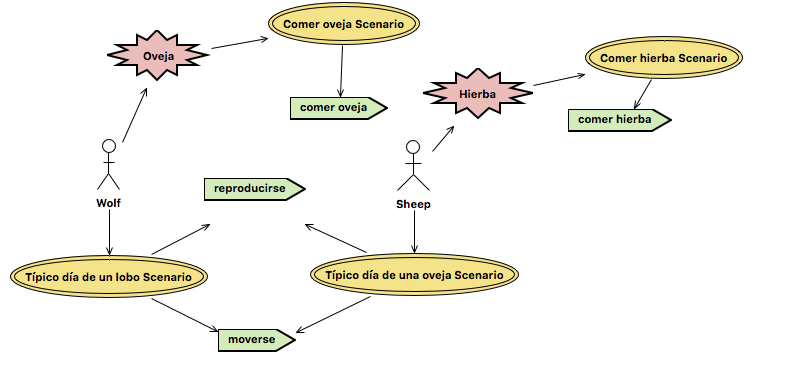 Comer oveja Scenario
Oveja
Comer hierba Scenario
Hierba
comer oveja
comer hierba
reproducirse
Wolf
Sheep
Típico día de un lobo Scenario
Típico día de una oveja Scenario
moverse